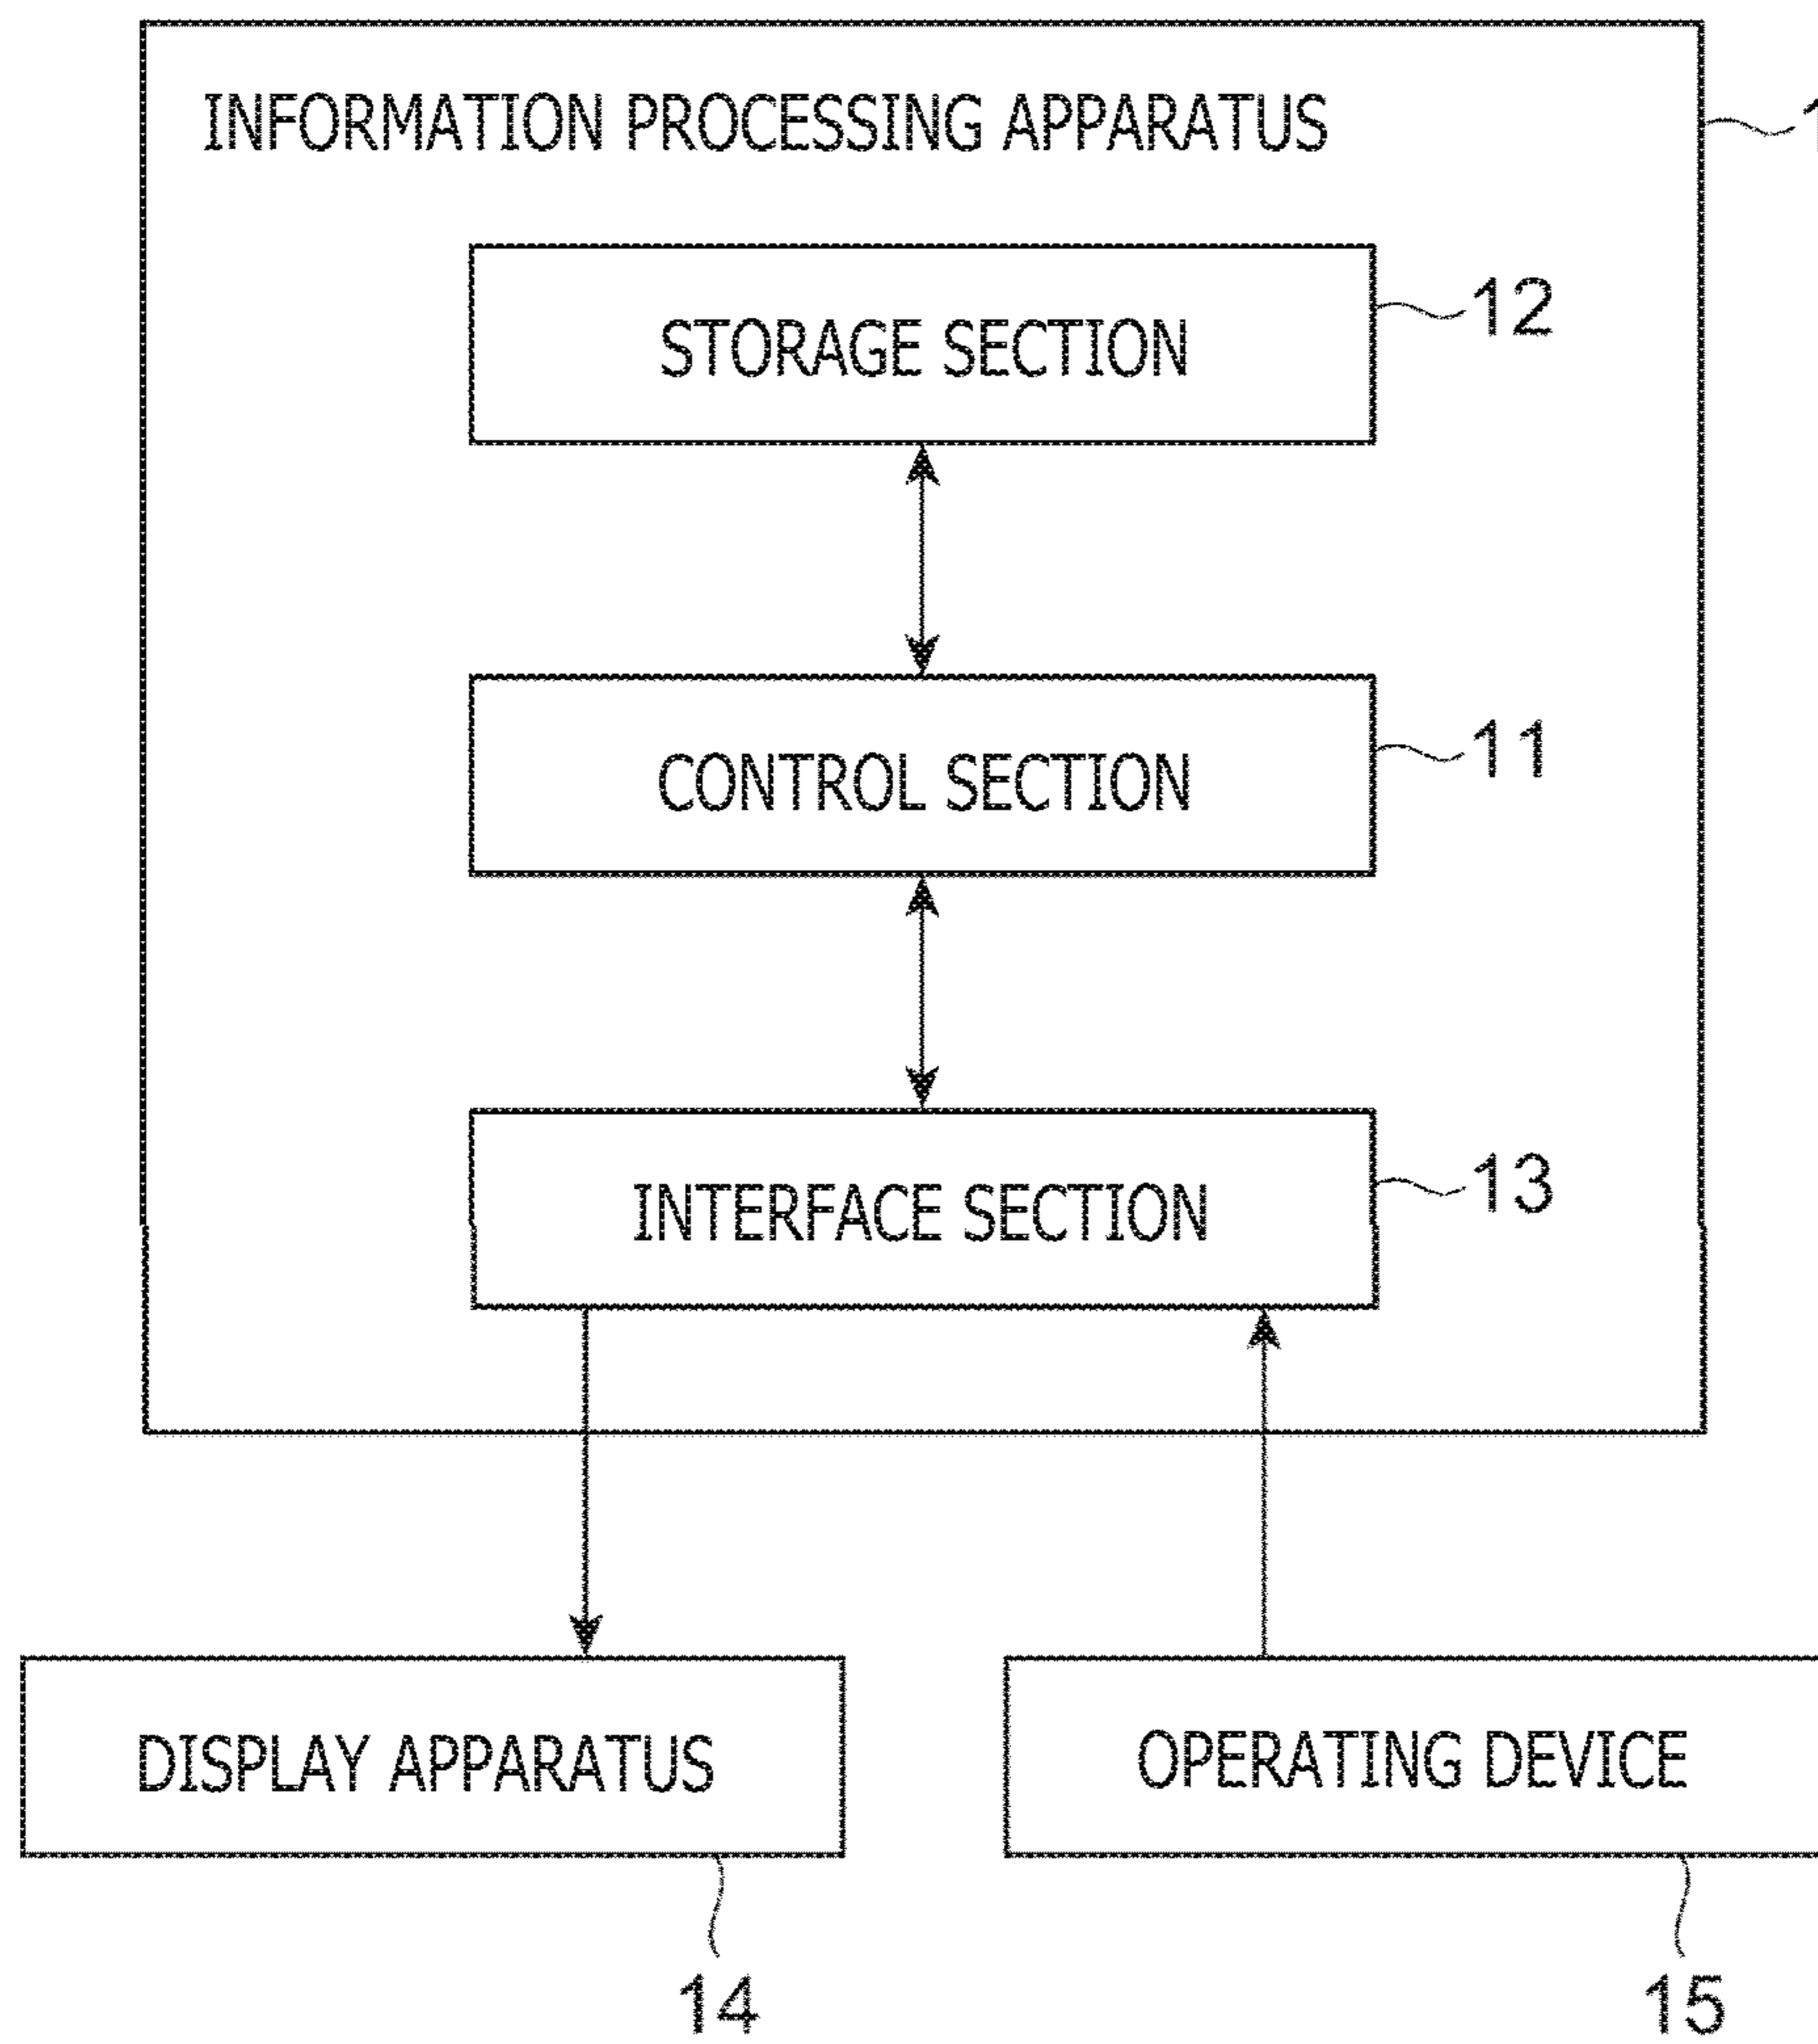 INFORMATION PROCESSING APPARATUS
STORAGE SECTION
12
CONTROL SECTION
11
INTERFACE SECTION
13
DISPLAY APPARATUS
OPERATING DEVICE
14
15